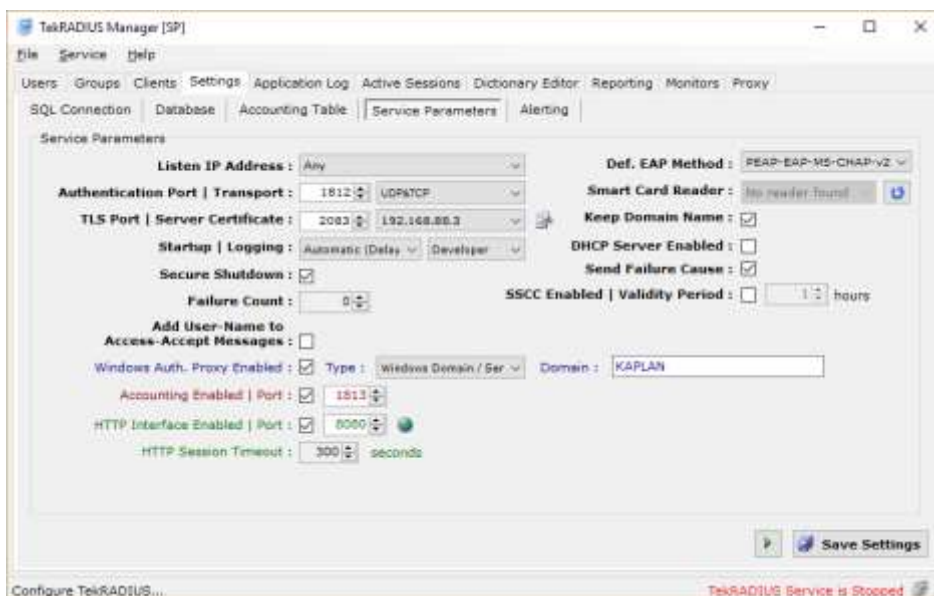 TekRADIUS Manager [SP]
File Service Help
Users Groups Clients Settings Application Log Active Sessions Dictionary Editor Reporting Monitors Proxy
SQL Connection Database Accounting Table Service Parameters Alerting
Service Parameters
Listen IP Address : Any Def. EAP Method : PEAP-EAP-MS-CHAP-v2
Authentication Port | Transport : 1812 UDP&TCP Smart Card Reader : No reader found
TLS Port | Server Certificate : 2083 192.168.88.3 Keep Domain Name :
Startup | Logging : Automatic (Delay Developer DHCP Server Enabled :
Secure Shutdown : Send Failure Cause :
Failure Count : 0 SSCC Enabled | Validity Period : 1 hours
Add User-Name to
Access-Accept Messages :
Windows Auth. Proxy Enabled : Type : Windows Domain / Ser Domain : KAPLAN
Accounting Enabled | Port : 1813
HTTP Interface Enabled | Port : 8080
HTTP Session Timeout : 300 seconds
Save Settings
Configure TekRADIUS... TekRADIUS Service is Stopped